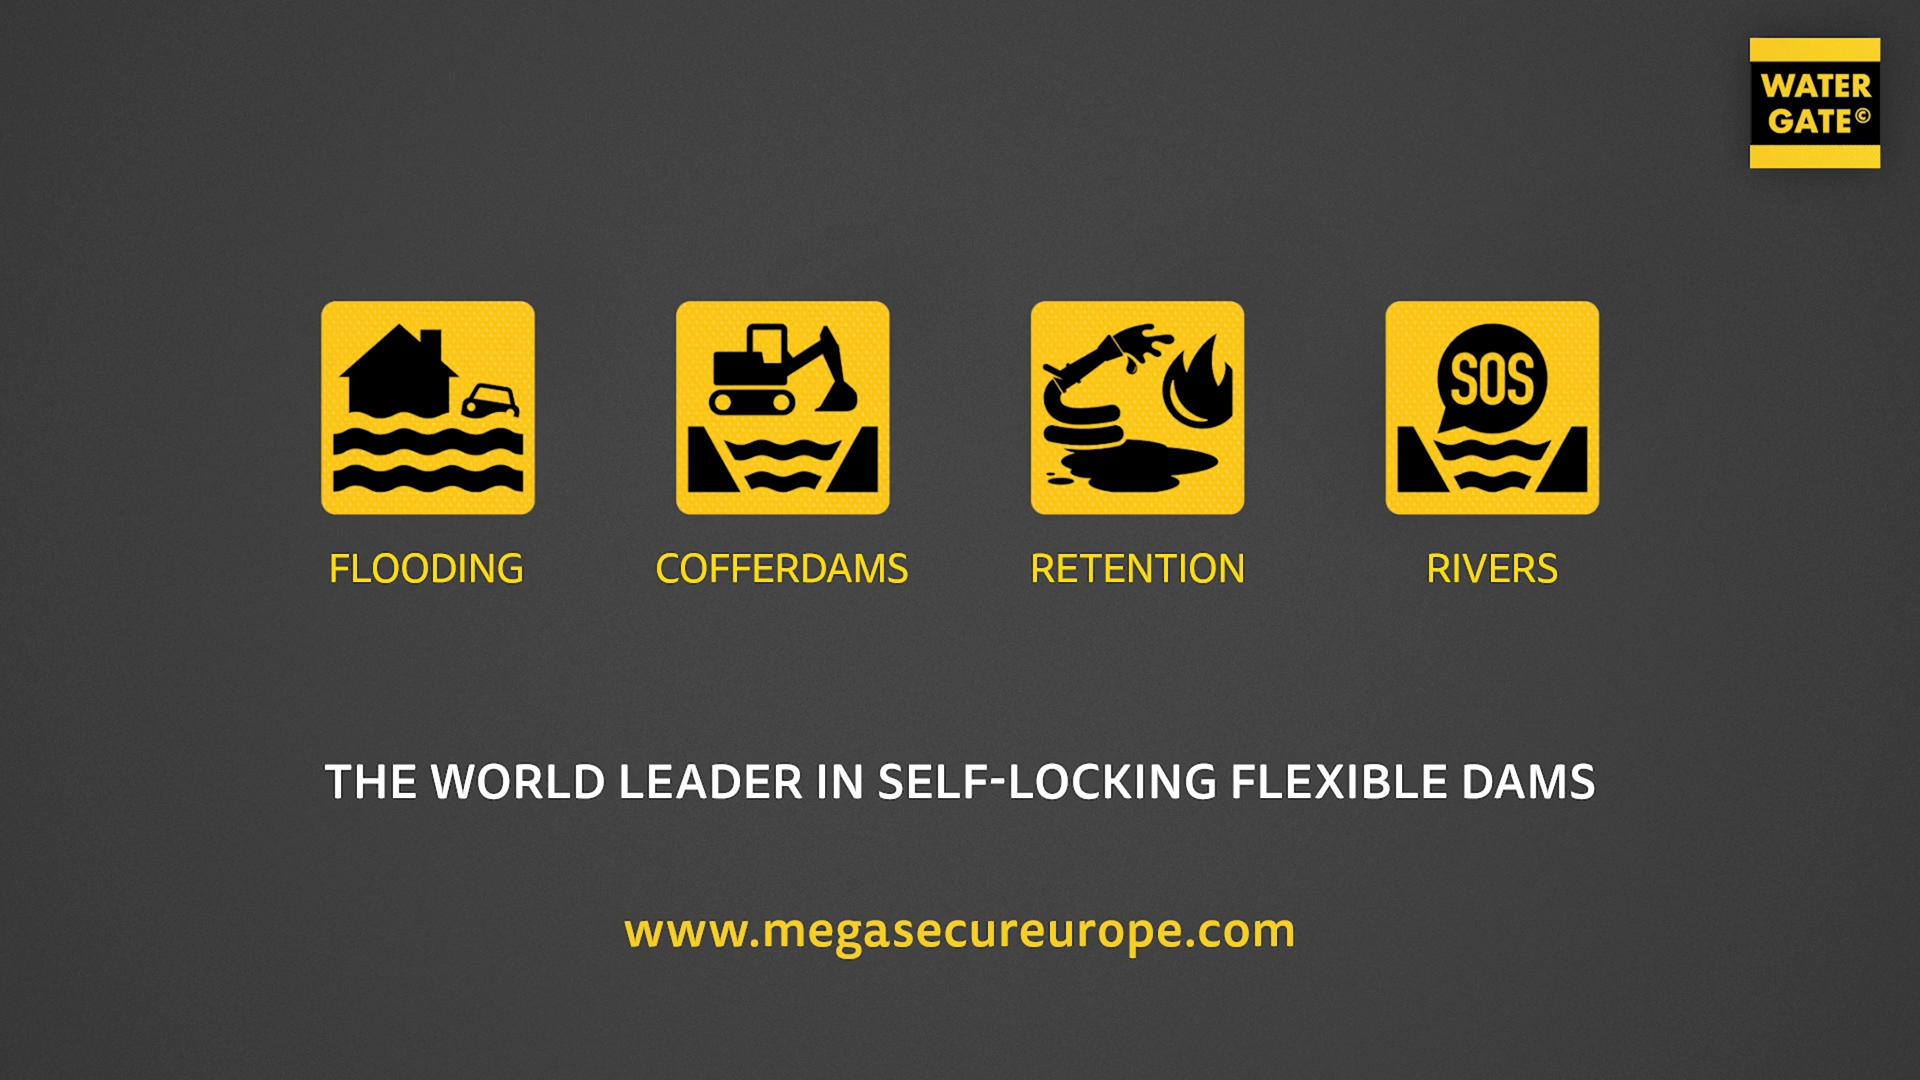 WATER
GATE©
SOS
FLOODING
COFFERDAMS
RETENTION
RIVERS
THE WORLD LEADER IN SELF-LOCKING FLEXIBLE DAMS
www.megasecureurope.com